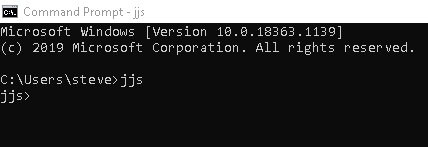 Command Prompt - jjs
Microsoft Windows [Version 10.0.18363.1139]
(c) 2019 Microsoft Corporation. All rights reserved.
C:\Users\steve>jjs
jjs>